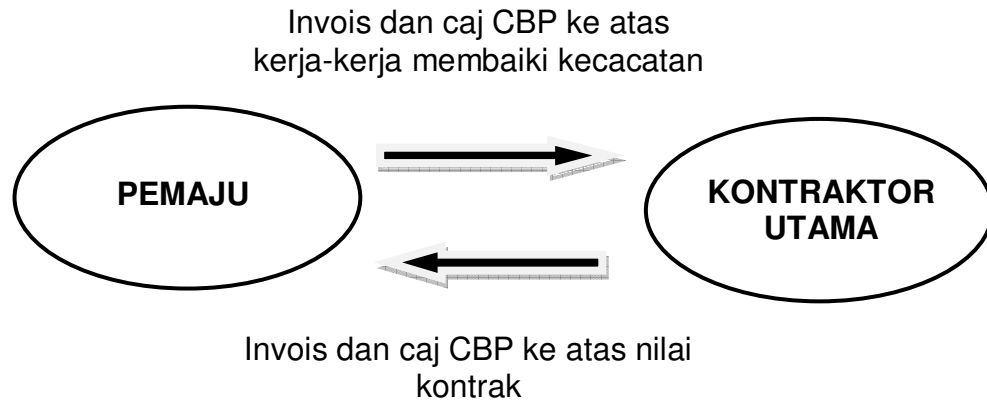 Invois dan caj CBP ke atas
kerja-kerja membaiki kecacatan
PEMAJU
KONTRAKTOR
UTAMA
Invois dan caj CBP ke atas nilai
kontrak